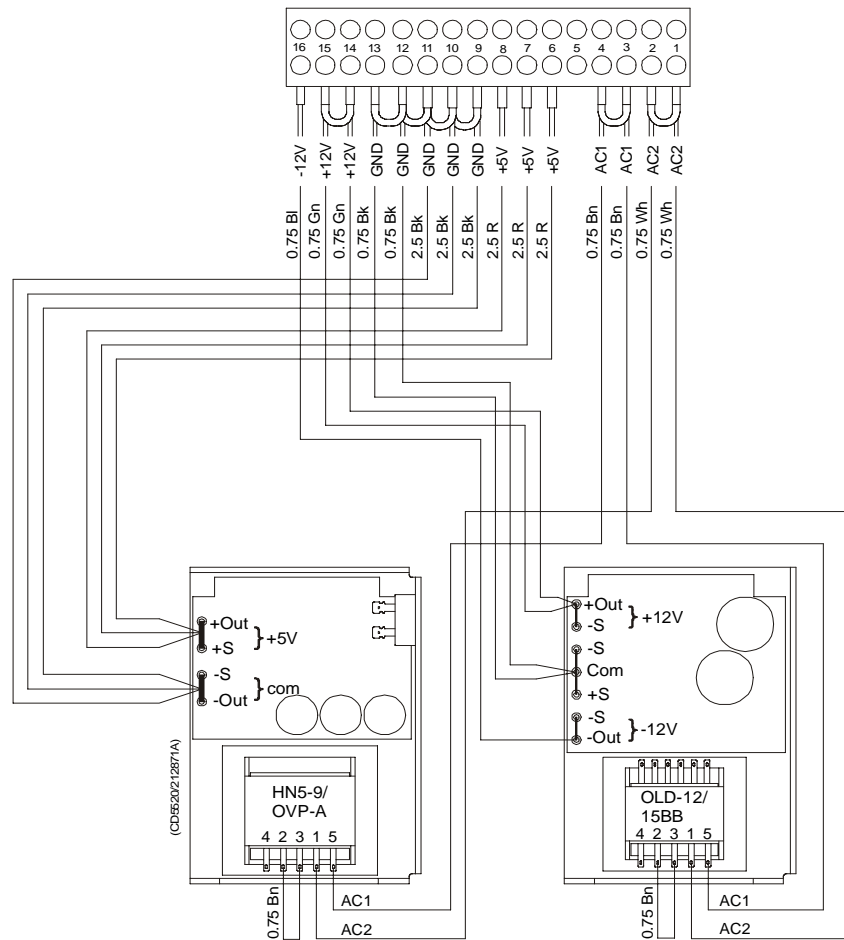 16 15 14 13 12 11 10 9 8 7 6 5 4 3 2 1
-12V +12V +12V GND GND GND GND GND +5V +5V +5V AC1 AC1 AC2 AC2
0.75 Bl 0.75 Gn 0.75 Gn 0.75 Bk 0.75 Bk 2.5 Bk 2.5 Bk 2.5 Bk 2.5 R 2.5 R 2.5 R 0.75 Bn 0.75 Bn 0.75 Wh 0.75 Wh
+Out
+S
}+5V
-S
-Out
}com
HN5-9/
OVP-A
4 2 3 1 5
0.75 Bn
AC1
AC2
(CD5520/212871A)
+Out
-S
}+12V
-S
Com
+S
-S
-Out
}-12V
OLD-12/
15BB
4 2 3 1 5
0.75 Bn
AC1
AC2